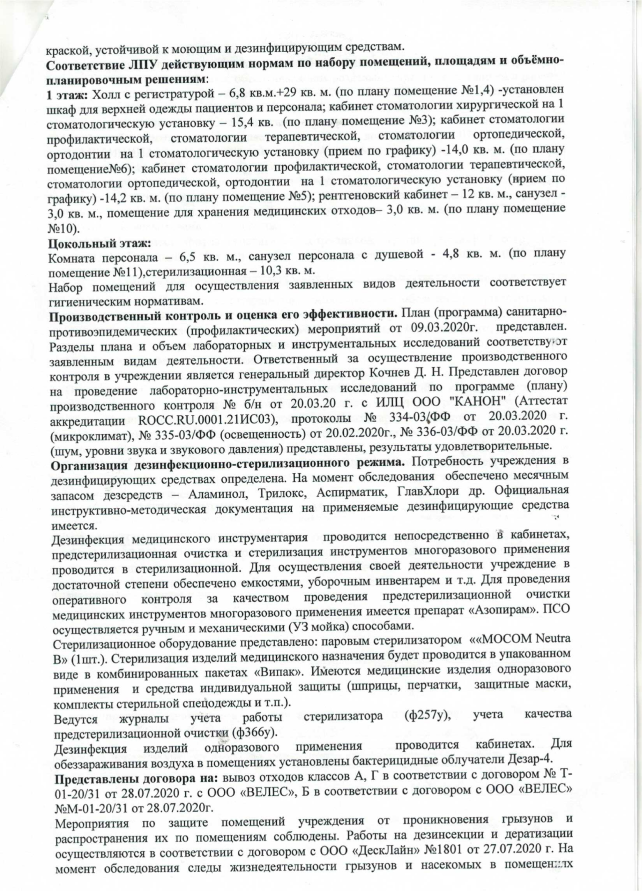 краской, устойчивой к моющим и дезинфицирующим средствам.
Соответствие ЛПУ действующим нормам по набору помещений, площадям и объёмно-
планировочным решениям:
1 этаж: Холл с регистратурой – 6,8 кв.м.+29 кв. м. (по плану помещение №1,4) -установлен
шкаф для верхней одежды пациентов и персонала; кабинет стоматологии хирургической на 1
стоматологическую установку – 15,4 кв. (по плану помещение №3); кабинет стоматологии
профилактической, стоматологии терапевтической, стоматологии ортопедической,
ортодонтии на 1 стоматологическую установку (прием по графику) -14,0 кв. м. (по плану
помещение№6); кабинет стоматологии профилактической, стоматологии терапевтической,
стоматологии ортопедической, ортодонтии на 1 стоматологическую установку (прием по
графику) -14,2 кв. м. (по плану помещение №5); рентгеновский кабинет – 12 кв. м., санузел -
3,0 кв. м., помещение для хранения медицинских отходов– 3,0 кв. м. (по плану помещение
№10).
Цокольный этаж:
Комната персонала – 6,5 кв. м., санузел персонала с душевой - 4,8 кв. м. (по плану
помещение №11),стерилизационная – 10,3 кв. м.
Набор помещений для осуществления заявленных видов деятельности соответствует
гигиеническим нормативам.
Производственный контроль и оценка его эффективности. План (программа) санитарно-
противоэпидемических (профилактических) мероприятий от 09.03.2020г. представлен.
Разделы плана и объем лабораторных и инструментальных исследований соответствуют
заявленным видам деятельности. Ответственный за осуществление производственного
контроля в учреждении является генеральный директор Кочнев Д. Н. Представлен договор
на проведение лабораторно-инструментальных исследований по программе (плану)
производственного контроля № б/н от 20.03.20 г. с ИЛЦ ООО "КАНОН" (Аттестат
аккредитации ROCC.RU.0001.21ИС03), протоколы № 334-03/ФФ от 20.03.2020 г.
(микроклимат), № 335-03/ФФ (освещенность) от 20.02.2020г., № 336-03/ФФ от 20.03.2020 г.
(шум, уровни звука и звукового давления) представлены, результаты удовлетворительные.
Организация дезинфекционно-стерилизационного режима. Потребность учреждения в
дезинфицирующих средствах определена. На момент обследования обеспечено месячным
запасом дезсредств – Аламинол, Трилокс, Аспирматик, ГлавХлори др. Официальная
инструктивно-методическая документация на применяемые дезинфицирующие средства
имеется.
Дезинфекция медицинского инструментария проводится непосредственно в кабинетах,
предстерилизационная очистка и стерилизация инструментов многоразового применения
проводится в стерилизационной. Для осуществления своей деятельности учреждение в
достаточной степени обеспечено емкостями, уборочным инвентарем и т.д. Для проведения
оперативного контроля за качеством проведения предстерилизационной очистки
медицинских инструментов многоразового применения имеется препарат «Азопирам». ПСО
осуществляется ручным и механическими (УЗ мойка) способами.
Стерилизационное оборудование представлено: паровым стерилизатором ««MOCOM Neutra
B» (1шт.). Стерилизация изделий медицинского назначения будет проводится в упакованном
виде в комбинированных пакетах «Випак». Имеются медицинские изделия одноразового
применения и средства индивидуальной защиты (шприцы, перчатки, защитные маски,
комплекты стерильной спецодежды и т.п.).
Ведутся журналы учета работы стерилизатора (ф257у), учета качества
предстерилизационной очистки (ф366у).
Дезинфекция изделий одноразового применения проводится кабинетах. Для
обеззараживания воздуха в помещениях установлены бактерицидные облучатели Дезар-4.
Представлены договора на: вывоз отходов классов А, Г в соответствии с договором № Т-
01-20/31 от 28.07.2020 г. с ООО «ВЕЛЕС», Б в соответствии с договором с ООО «ВЕЛЕС»
№М-01-20/31 от 28.07.2020г.
Мероприятия по защите помещений учреждения от проникновения грызунов и
распространения их по помещениям соблюдены. Работы на дезинсекции и дератизации
осуществляются в соответствии с договором с ООО «ДескЛайн» №1801 от 27.07.2020 г. На
момент обследования следы жизнедеятельности грызунов и насекомых в помещениях